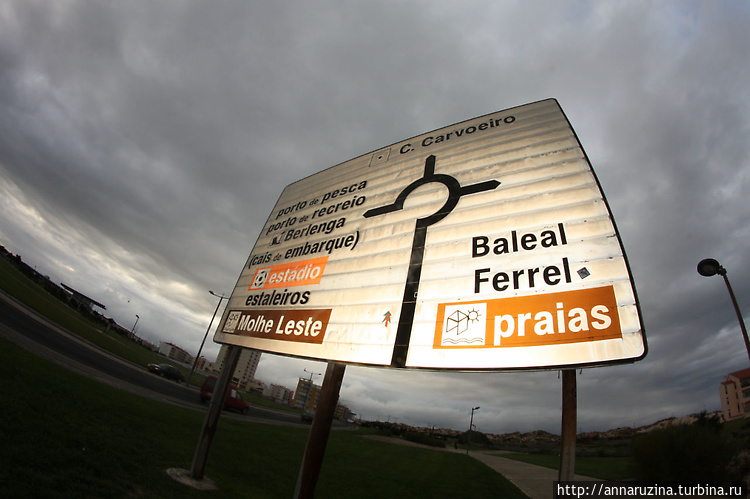 C. Carvoeiro
porto de pesca
porto de recreio
Berlenga
(cais de embarque)
estádio
estaleiros
Molhe Leste
Baleal
Ferrel
praias
http://annaruzina.turbina.ru/